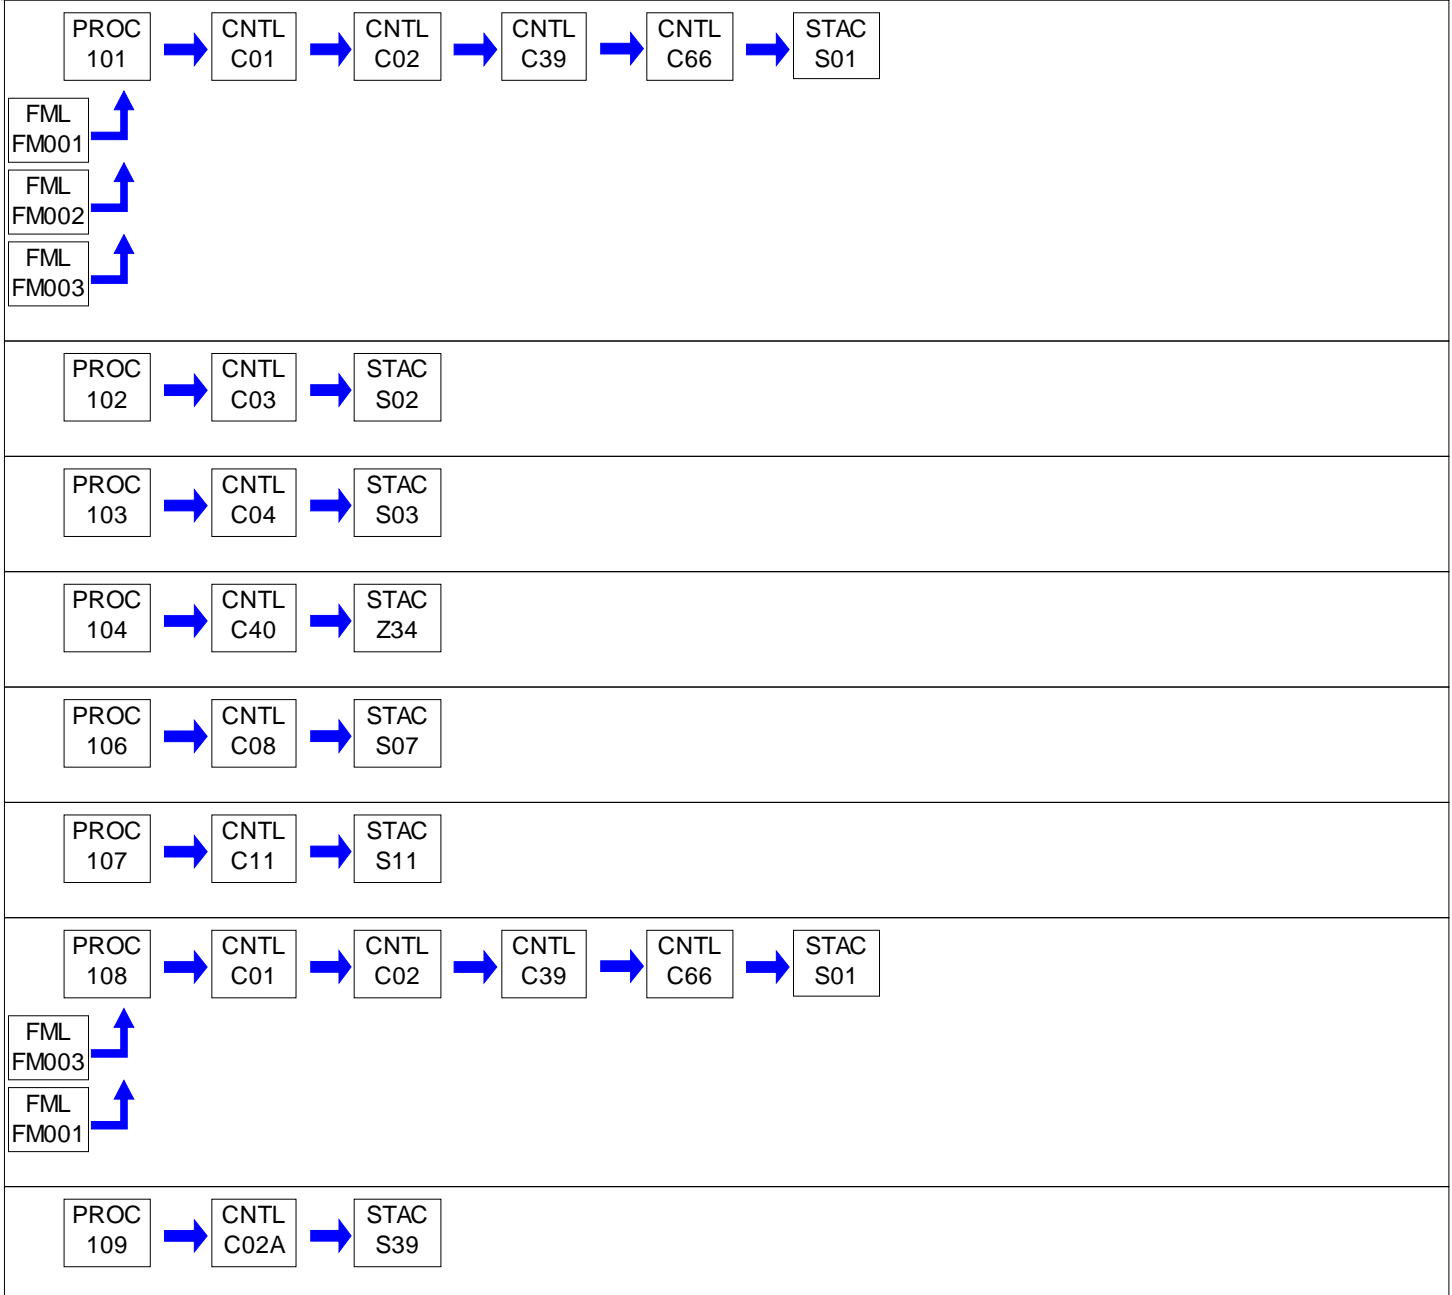 PROC CNTL CNTL CNTL CNTL STAC
101 C01 C02 C39 C66 S01
FML
FM001
FML
FM002
FML
FM003
PROC CNTL STAC
102 C03 S02
PROC CNTL STAC
103 C04 S03
PROC CNTL STAC
104 C40 Z34
PROC CNTL STAC
106 C08 S07
PROC CNTL STAC
107 C11 S11
PROC CNTL CNTL CNTL CNTL STAC
108 C01 C02 C39 C66 S01
FML
FM003
FML
FM001
PROC CNTL STAC
109 C02A S39